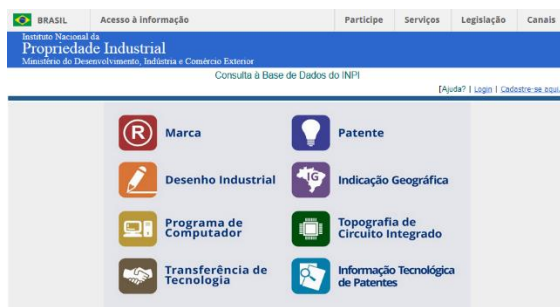 BRASIL Acesso à informação Participe Serviços Legislação Canais
Instituto Nacional da
Propriedade Industrial
Ministério do Desenvolvimento, Indústria e Comércio Exterior
Consulta à Base de Dados do INPI
[Ajuda? | Login | Cadastre-se aqui.
R Marca
Patente
Desenho Industrial
IG Indicação Geográfica
Programa de
Computador
Topografia de
Circuito Integrado
Transferência de
Tecnologia
Informação Tecnológica
de Patentes